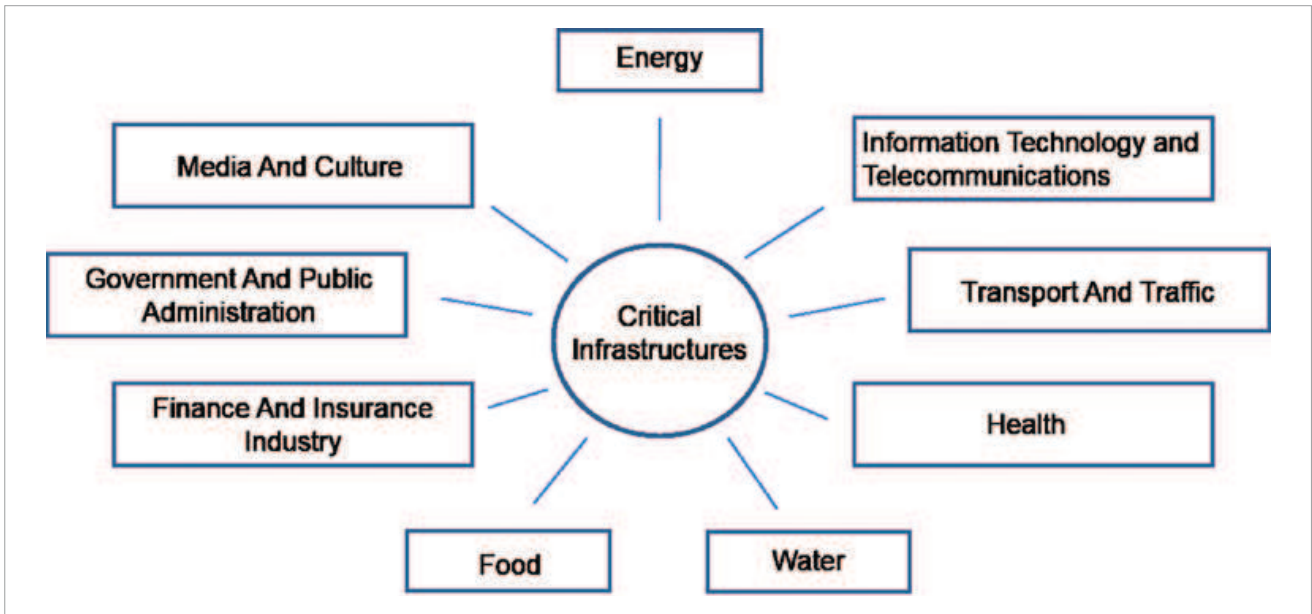 Energy
Information Technology and
Telecommunications
Media And Culture
Transport And Traffic
Government And Public
Administration
Critical
Infrastructures
Finance And Insurance
Industry
Health
Food
Water